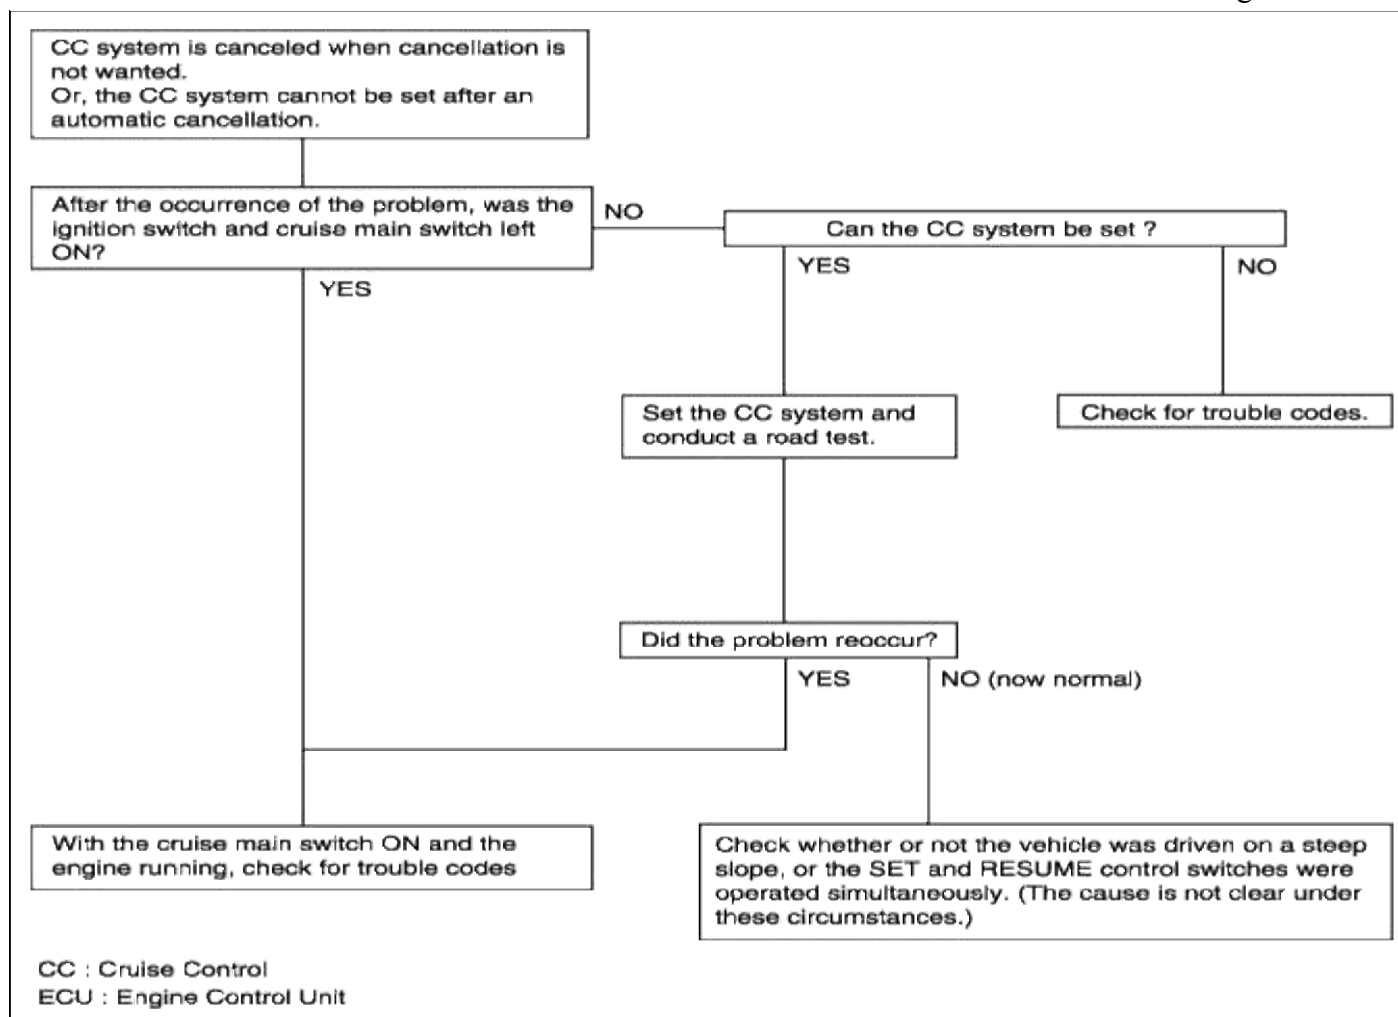 CC system is canceled when cancellation is
not wanted.
Or, the CC system cannot be set after an
automatic cancellation.
After the occurrence of the problem, was the
ignition switch and cruise main switch left
ON?
NO
Can the CC system be set ?
YES
YES
NO
Set the CC system and
conduct a road test.
Check for trouble codes.
Did the problem reoccur?
YES
NO (now normal)
With the cruise main switch ON and the
engine running, check for trouble codes
Check whether or not the vehicle was driven on a steep
slope, or the SET and RESUME control switches were
operated simultaneously. (The cause is not clear under
these circumstances.)
CC : Cruise Control
ECU : Engine Control Unit